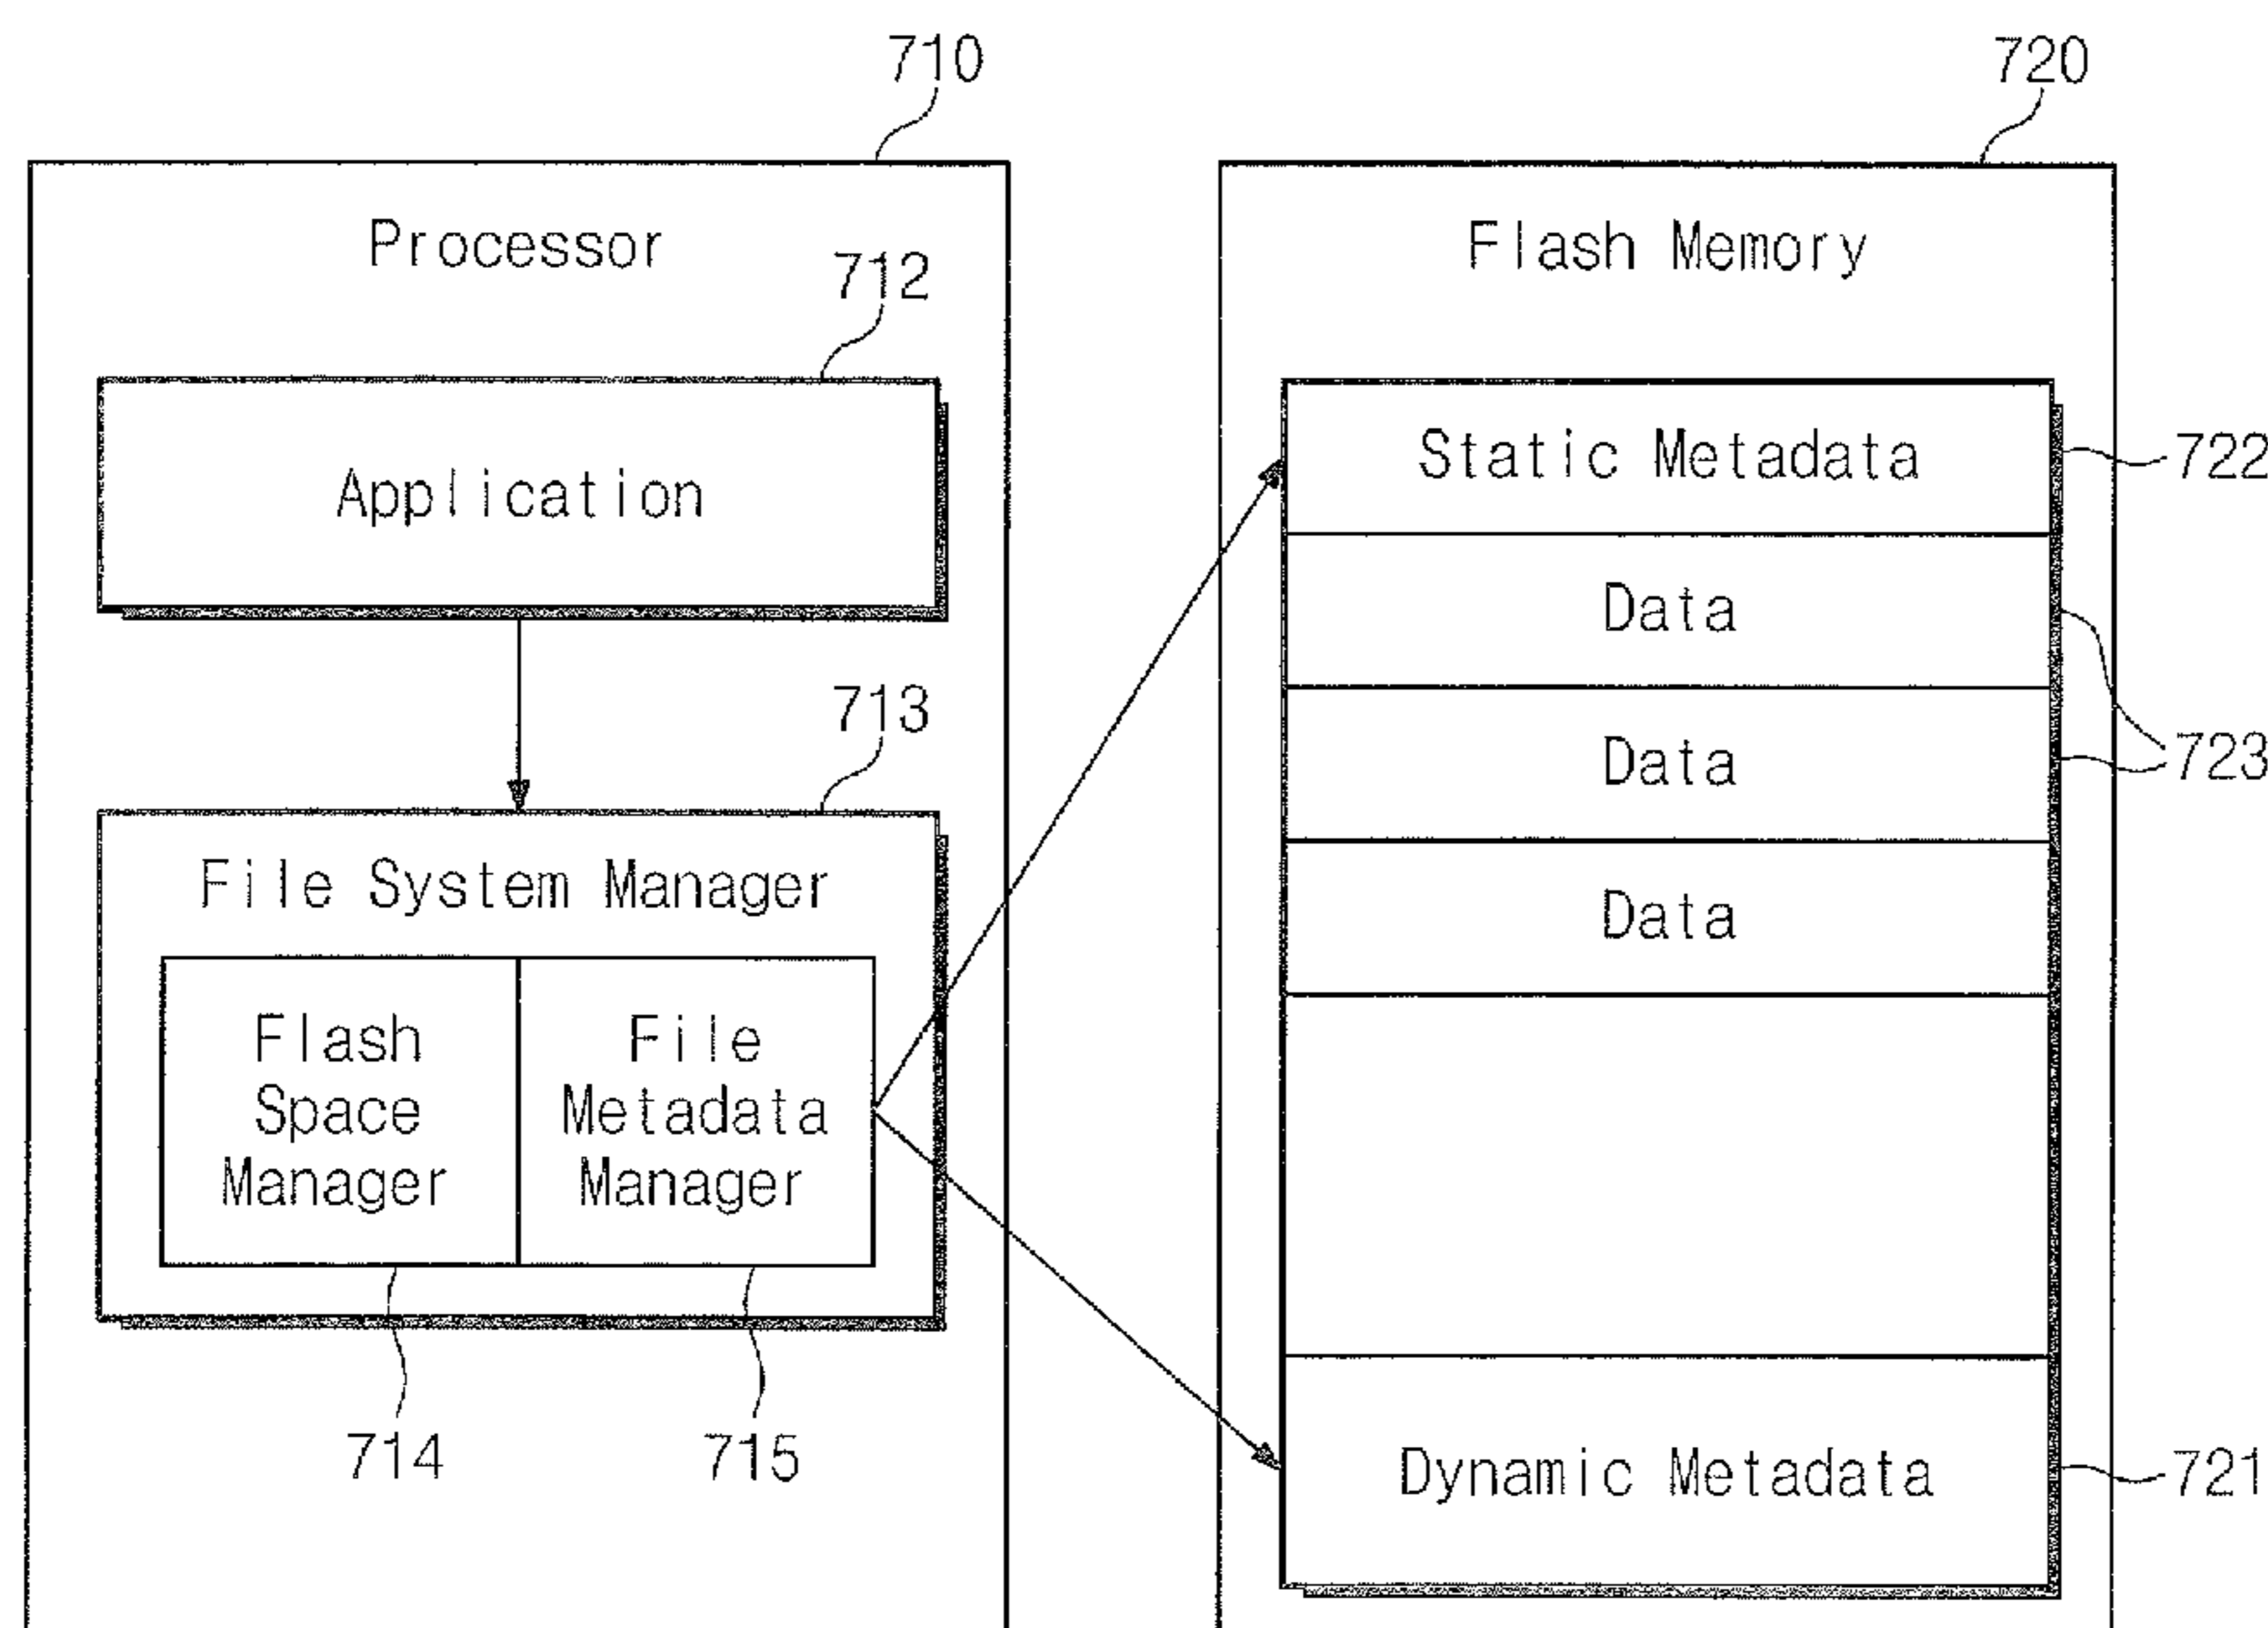 710
720
Processor
Flash Memory
712
Application
Static Metadata
722
Data
713
Data
723
File System Manager
Data
Flash
Space
Manager
File
Metadata
Manager
714
715
Dynamic Metadata
721